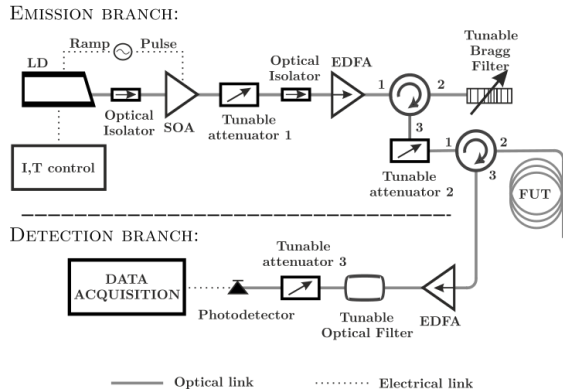 EMISSION BRANCH:
Ramp
Pulse
LD
Optical
Isolator
SOA
Tunable
attenuator 1
Optical
Isolator
EDFA
1
2
3
Tunable
Bragg
Filter
I,T control
Tunable
attenuator 2
1
2
3
FUT
DETECTION BRANCH:
DATA
ACQUISITION
Photodetector
Tunable
attenuator 3
Tunable
Optical Filter
EDFA
Optical link
Electrical link